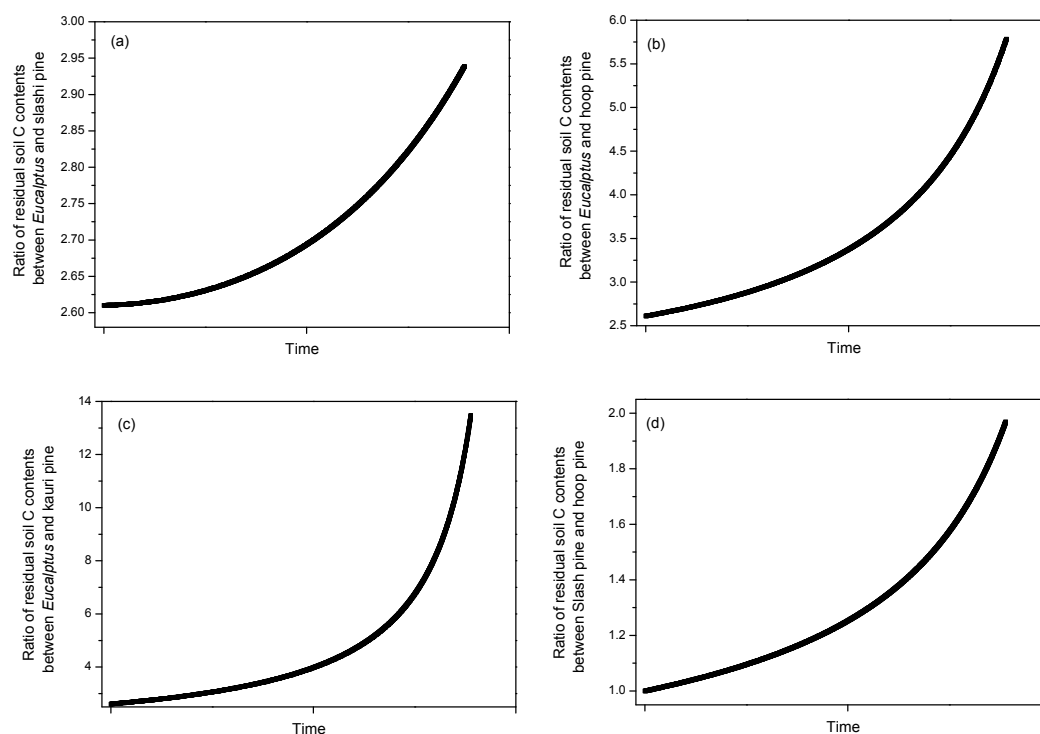 (a)
3.00
2.95
2.90
2.85
2.80
2.75
2.70
2.65
2.60
Ratio of residual soil C contents
between Eucalptus and slashi pine
Time
(b)
6.0
5.5
5.0
4.5
4.0
3.5
3.0
2.5
Ratio of residual soil C contents
between Eucalptus and hoop pine
Time
(c)
14
12
10
8
6
4
Ratio of residual soil C contents
between Eucalptus and kauri pine
Time
(d)
2.0
1.8
1.6
1.4
1.2
1.0
Ratio of residual soil C contents
between Slash pine and hoop pine
Time